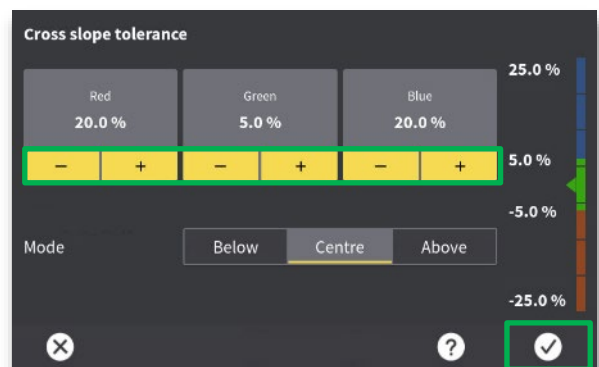 Cross slope tolerance
25.0 %
Red Green Blue
20.0 % 5.0 % 20.0 %
− + − + − +
5.0 %
-5.0 %
Mode Below Centre Above
-25.0 %
?